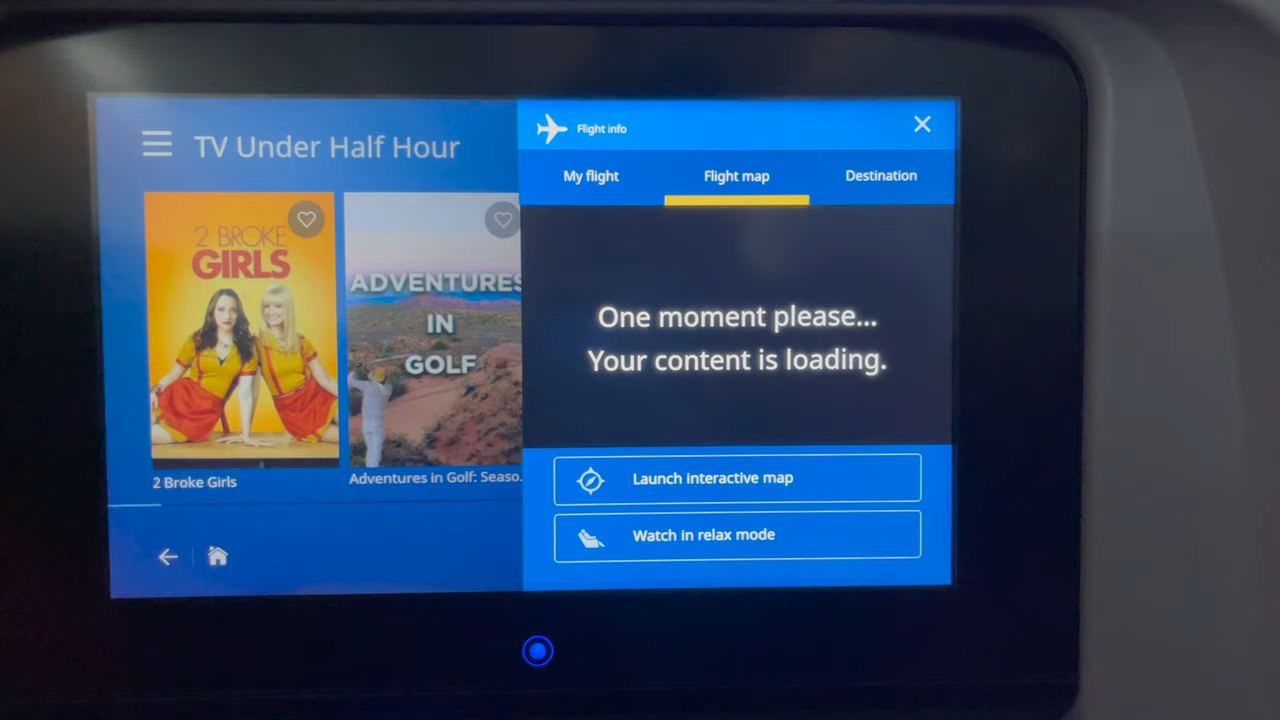 TV Under Half Hour
2 BROKE
GIRLS
2 Broke Girls
ADVENTURES
IN
GOLF
Adventures in Golf: Seaso.
Flight info
My flight
Flight map
Destination
One moment please...
Your content is loading.
Launch interactive map
Watch in relax mode